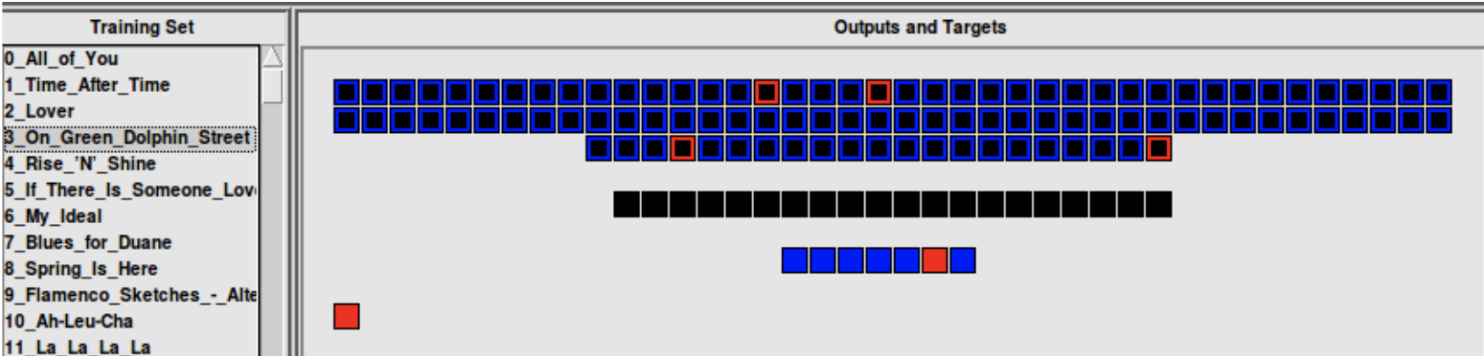 Training Set
Outputs and Targets
0_All_of_You
1_Time_After_Time
2_Lover
3_On_Green_Dolphin_Street
4_Rise_'N'_Shine
5_If_There_Is_Someone_Lov
6_My_Ideal
7_Blues_for_Duane
8_Spring_Is_Here
9_Flamenco_Sketches_-_Alte
10_Ah-Leu-Cha
11_La_La_La_La